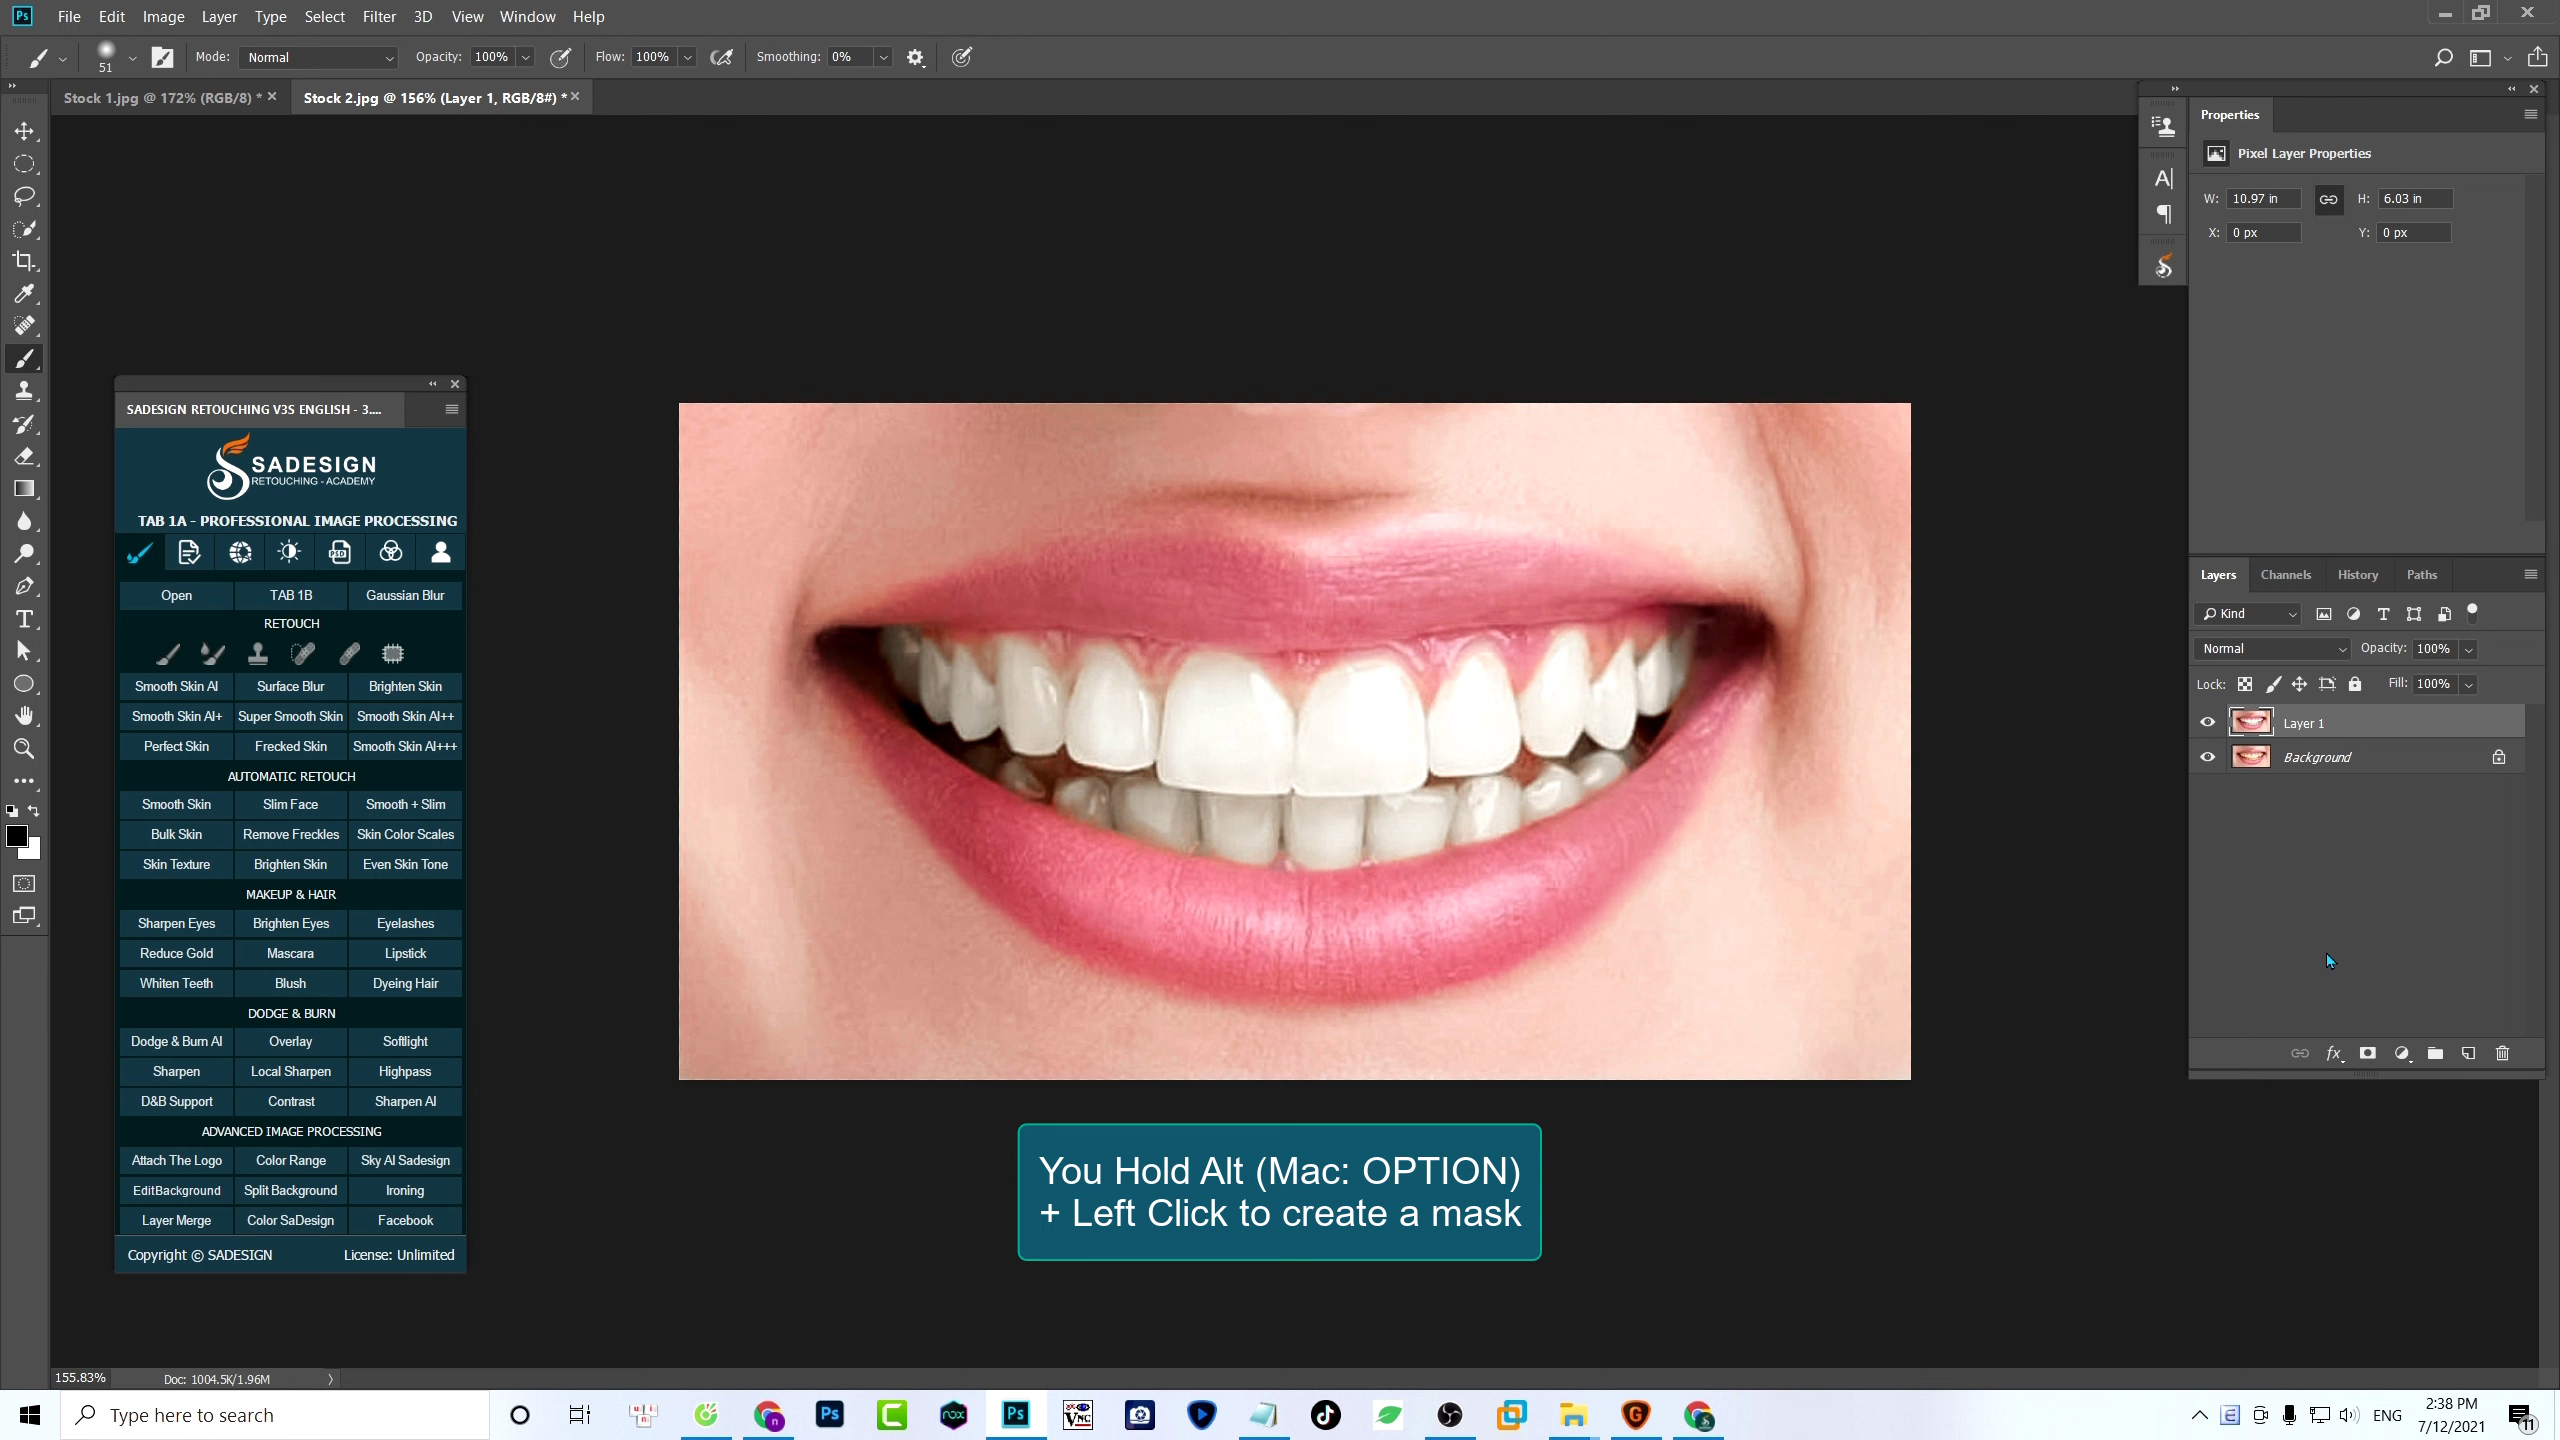 Ps File Edit Image Layer Type Select Filter 3D View Window Help
51 Mode: Normal Opacity: 100% Flow: 100% Smoothing: 0%
Stock 1.jpg @ 172% (RGB/8) * Stock 2.jpg @ 156% (Layer 1, RGB/8#) *
Properties
Pixel Layer Properties
W: 10.97 in H: 6.03 in
X: 0 px Y: 0 px
SADESIGN RETOUCHING V3S ENGLISH - 3....
SADESIGN
RETOUCHING - ACADEMY
TAB 1A - PROFESSIONAL IMAGE PROCESSING
PSD
Open TAB 1B Gaussian Blur
RETOUCH
Smooth Skin AI Surface Blur Brighten Skin
Smooth Skin AI+ Super Smooth Skin Smooth Skin AI++
Perfect Skin Frecked Skin Smooth Skin AI+++
AUTOMATIC RETOUCH
Smooth Skin Slim Face Smooth + Slim
Bulk Skin Remove Freckles Skin Color Scales
Skin Texture Brighten Skin Even Skin Tone
MAKEUP & HAIR
Sharpen Eyes Brighten Eyes Eyelashes
Reduce Gold Mascara Lipstick
Whiten Teeth Blush Dyeing Hair
DODGE & BURN
Dodge & Burn AI Overlay Softlight
Sharpen Local Sharpen Highpass
D&B Support Contrast Sharpen AI
ADVANCED IMAGE PROCESSING
Attach The Logo Color Range Sky AI Sadesign
EditBackground Split Background Ironing
Layer Merge Color SaDesign Facebook
Copyright © SADESIGN License: Unlimited
Layers Channels History Paths
Kind
Normal Opacity: 100%
Lock: Fill: 100%
Layer 1
Background
fx
You Hold Alt (Mac: OPTION)
+ Left Click to create a mask
155.83% Doc: 1004.5K/1.96M
Type here to search
Ps
nox
Ps
VNC
ENG
2:38 PM
7/12/2021
11